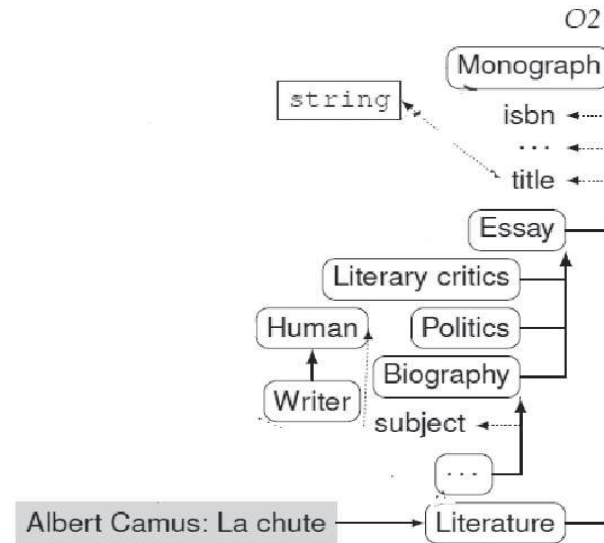 O2
Monograph
string
isbn
...
title
Essay
Literary critics
Human
Politics
Biography
Writer
subject
...
Albert Camus: La chute
Literature